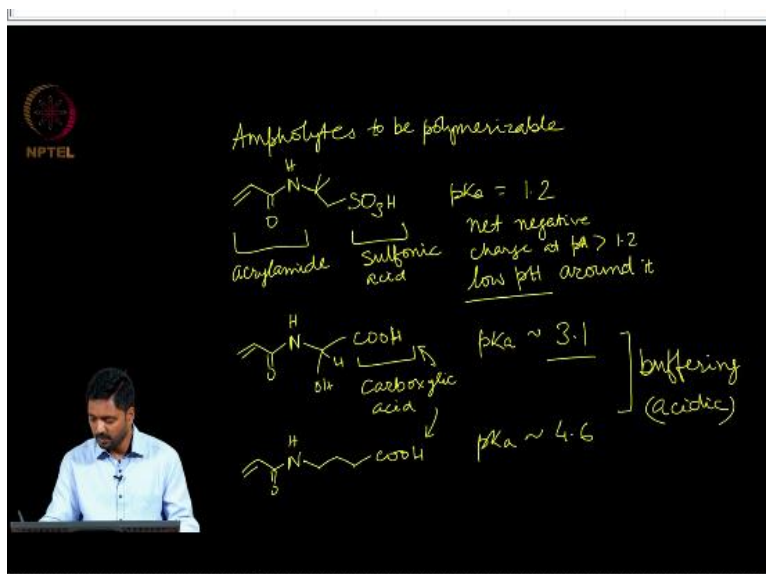 NPTEL
Ampholytes to be polymerizable
H
N
SO3H
O
acrylamide
Sulfonic
acid
pKa = 1.2
net negative
charge at pH > 1.2
low pH around it
H
N
COOH
O
H
OH
Carboxylic
acid
pKa ~ 3.1
buffering
(acidic)
H
N
COOH
O
pKa ~ 4.6